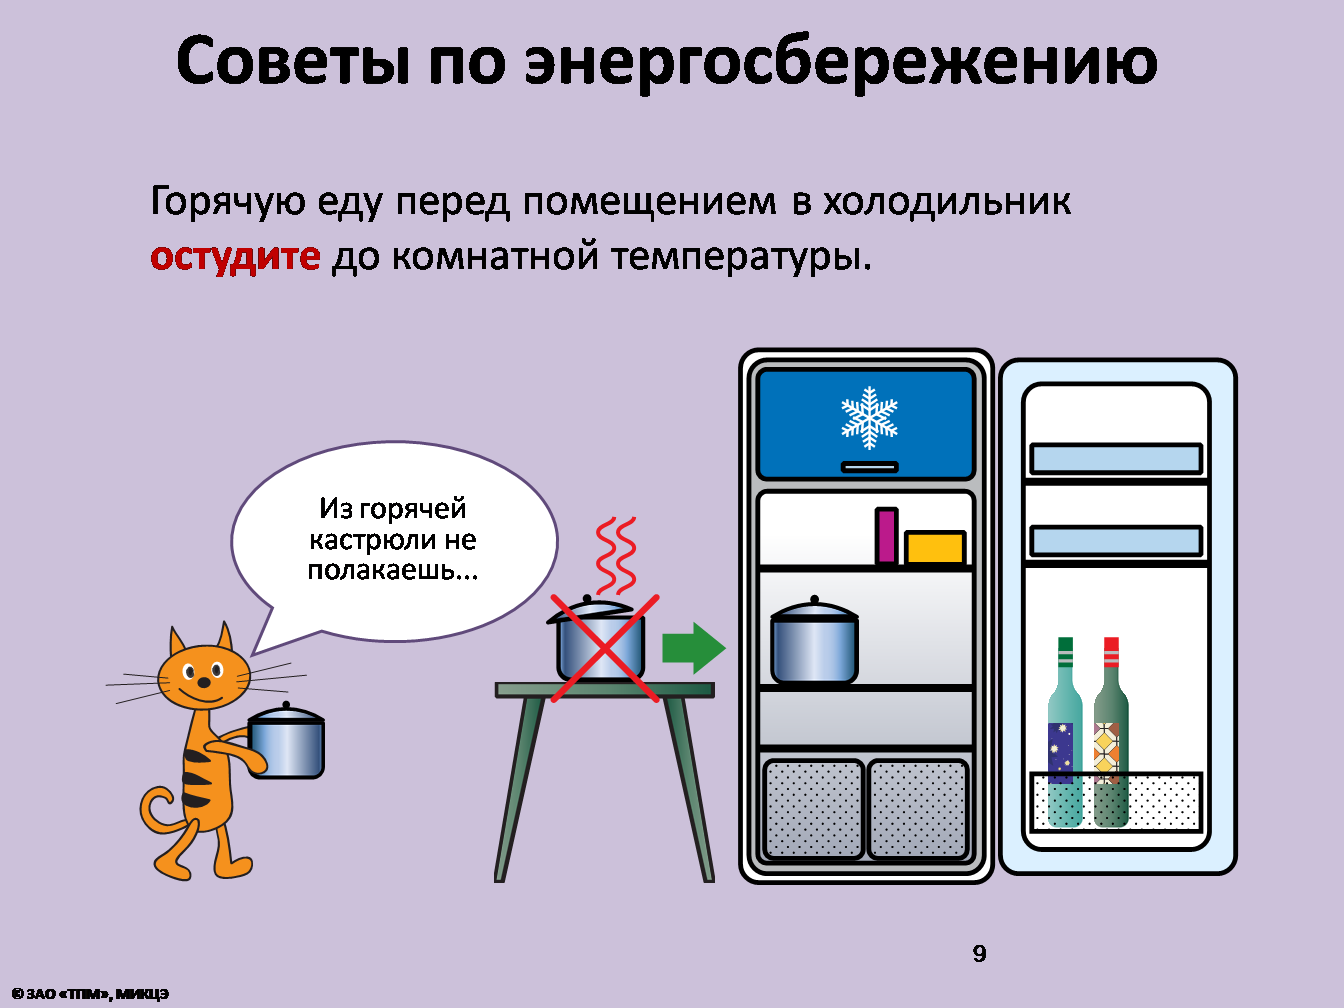 Советы по энергосбережению
Горячую еду перед помещением в холодильник
остудите до комнатной температуры.
Из горячей
кастрюли не
полакаешь...
9
© ЗАО «ТПМ», МИКЦЭ